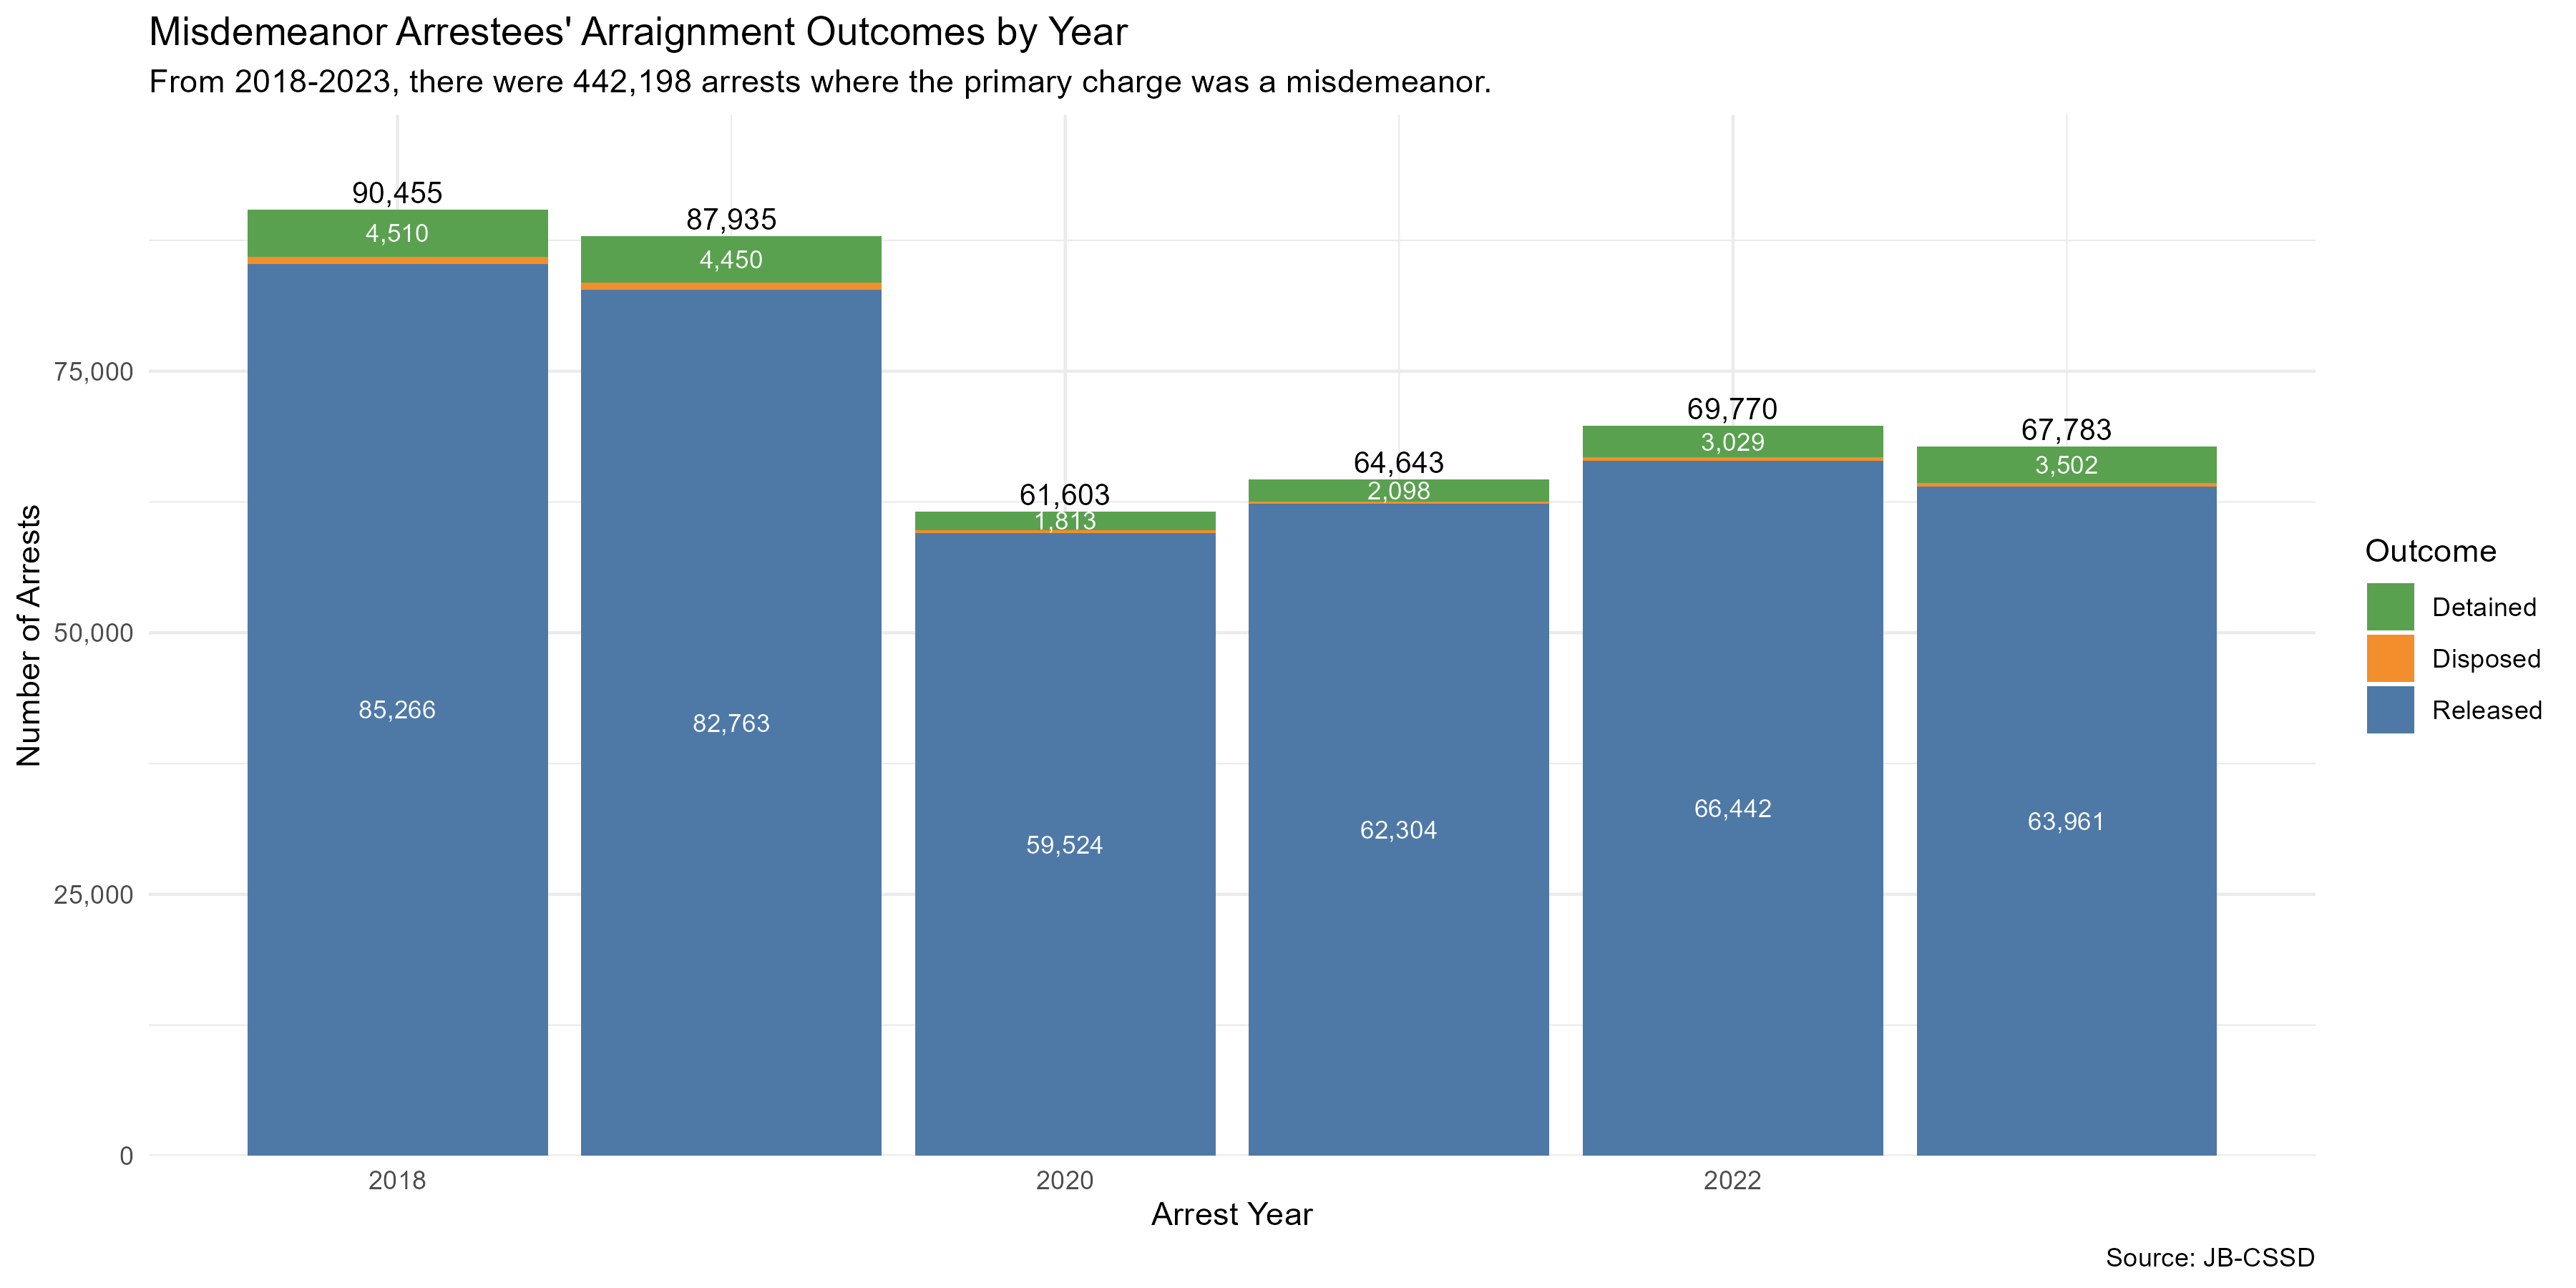 Misdemeanor Arrestees' Arraignment Outcomes by Year
From 2018-2023, there were 442,198 arrests where the primary charge was a misdemeanor.
90,455
4,510
87,935
4,450
75,000
69,770
3,029
67,783
3,502
64,643
2,098
61,603
1,813
Number of Arrests
Outcome
Detained
Disposed
Released
50,000
85,266
82,763
66,442
63,961
62,304
59,524
25,000
0
2018
2020
2022
Arrest Year
Source: JB-CSSD